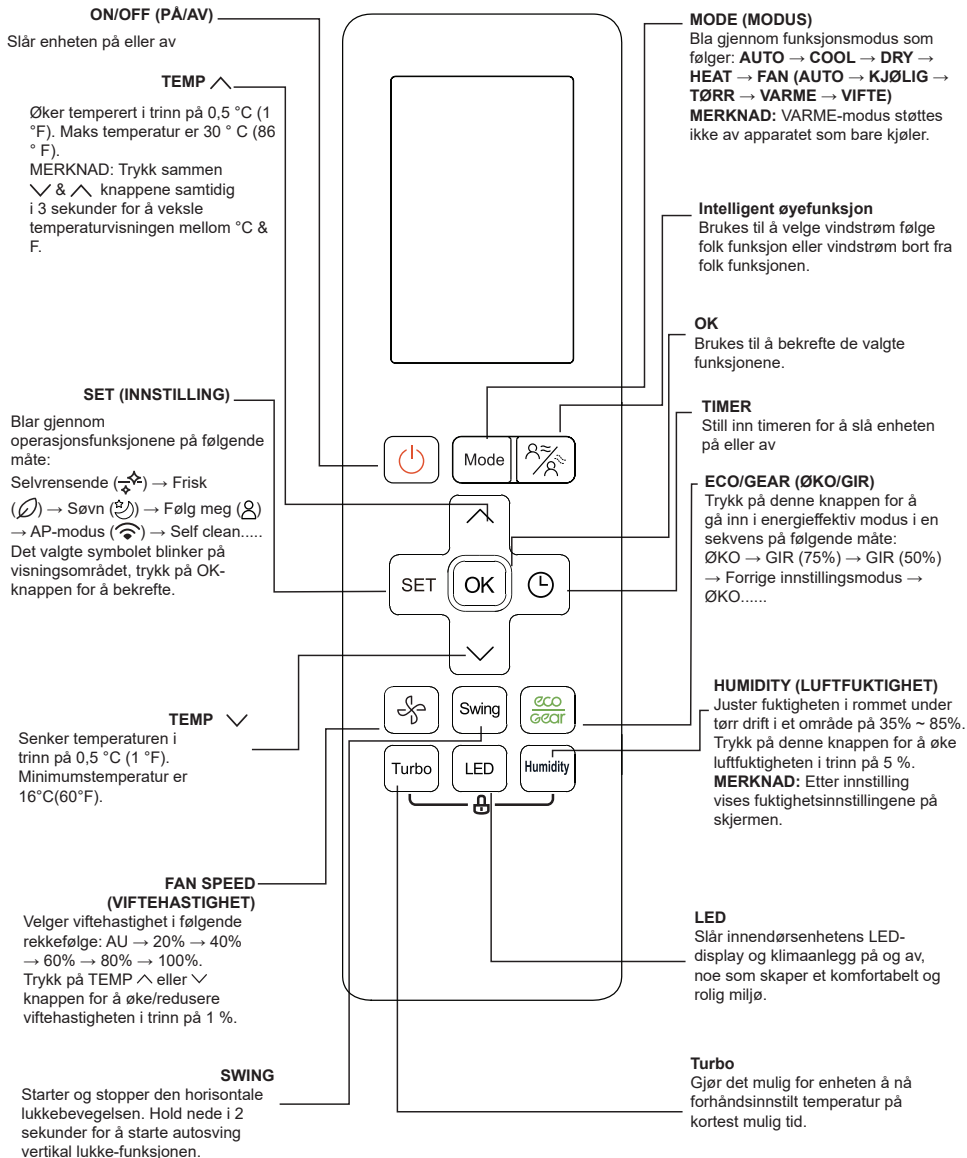 ON/OFF (PÅ/AV)
Slår enheten på eller av
TEMP
Øker temperert i trinn på 0,5 °C (1
°F). Maks temperatur er 30 ° C (86
° F).
MERKNAD: Trykk sammen
& knappene samtidig
i 3 sekunder for å veksle
temperaturvisningen mellom °C &
F.
SET (INNSTILLING)
Blar gjennom
operasjonsfunksjonene på følgende
måte:
Selvrensende ( ) → Frisk
( ) → Søvn ( ) → Følg meg ( )
→ AP-modus ( ) → Self clean.....
Det valgte symbolet blinker på
visningsområdet, trykk på OK-
knappen for å bekrefte.
TEMP
Senker temperaturen i
trinn på 0,5 °C (1 °F).
Minimumstemperatur er
16°C(60°F).
FAN SPEED
(VIFTEHASTIGHET)
Velger viftehastighet i følgende
rekkefølge: AU → 20% → 40%
→ 60% → 80% → 100%.
Trykk på TEMP eller
knappen for å øke/redusere
viftehastigheten i trinn på 1 %.
SWING
Starter og stopper den horisontale
lukkebevegelsen. Hold nede i 2
sekunder for å starte autosving
vertikal lukke-funksjonen.
Mode
SET
OK
Swing
eco
gear
Turbo
LED
Humidity
MODE (MODUS)
Bla gjennom funksjonsmodus som
følger: AUTO → COOL → DRY →
HEAT → FAN (AUTO → KJØLIG →
TØRR → VARME → VIFTE)
MERKNAD: VARME-modus støttes
ikke av apparatet som bare kjøler.
Intelligent øyefunksjon
Brukes til å velge vindstrøm følge
folk funksjon eller vindstrøm bort fra
folk funksjonen.
OK
Brukes til å bekrefte de valgte
funksjonene.
TIMER
Still inn timeren for å slå enheten
på eller av
ECO/GEAR (ØKO/GIR)
Trykk på denne knappen for å
gå inn i energieffektiv modus i en
sekvens på følgende måte:
ØKO → GIR (75%) → GIR (50%)
→ Forrige innstillingsmodus →
ØKO......
HUMIDITY (LUFTFUKTIGHET)
Juster fuktigheten i rommet under
tørr drift i et område på 35% ~ 85%.
Trykk på denne knappen for å øke
luftfuktigheten i trinn på 5 %.
MERKNAD: Etter innstilling
vises fuktighetsinnstillingene på
skjermen.
LED
Slår innendørsenhetens LED-
display og klimaanlegg på og av,
noe som skaper et komfortabelt og
rolig miljø.
Turbo
Gjør det mulig for enheten å nå
forhåndsinnstilt temperatur på
kortest mulig tid.